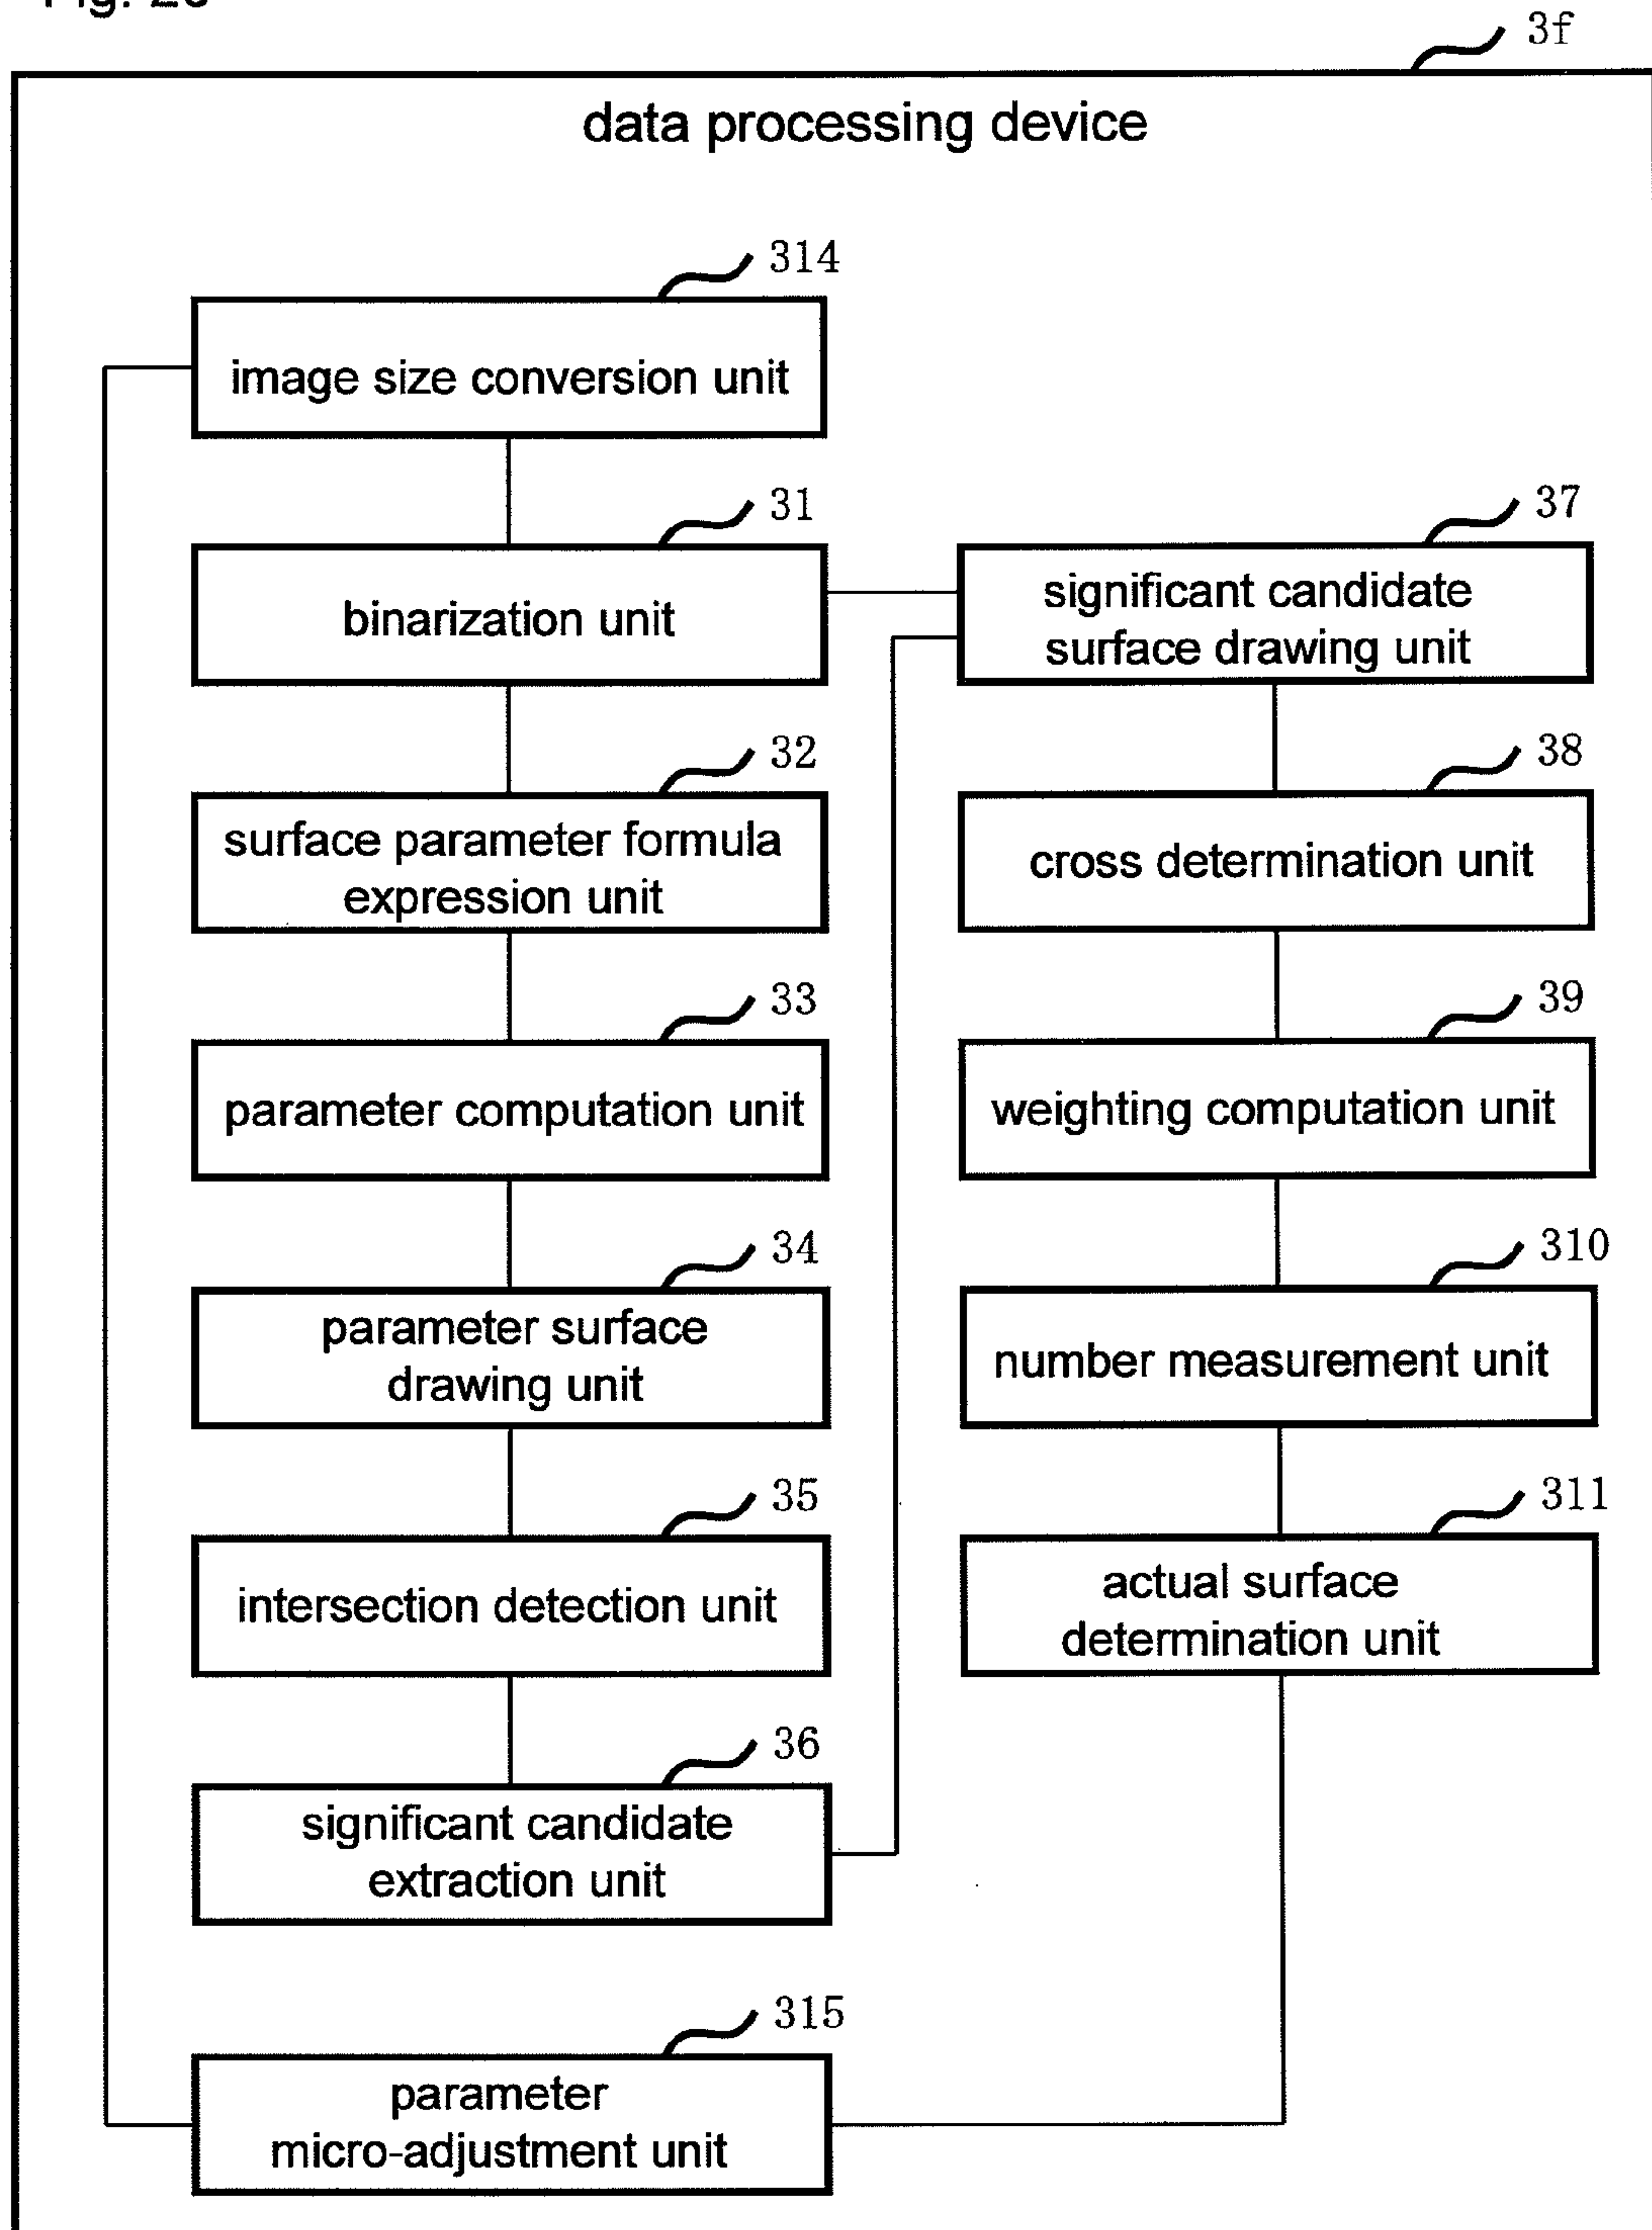 3f
data processing device
314
image size conversion unit
31
binarization unit
32
surface parameter formula
expression unit
33
parameter computation unit
34
parameter surface
drawing unit
35
intersection detection unit
36
significant candidate
extraction unit
37
significant candidate
surface drawing unit
38
cross determination unit
39
weighting computation unit
310
number measurement unit
311
actual surface
determination unit
315
parameter
micro-adjustment unit